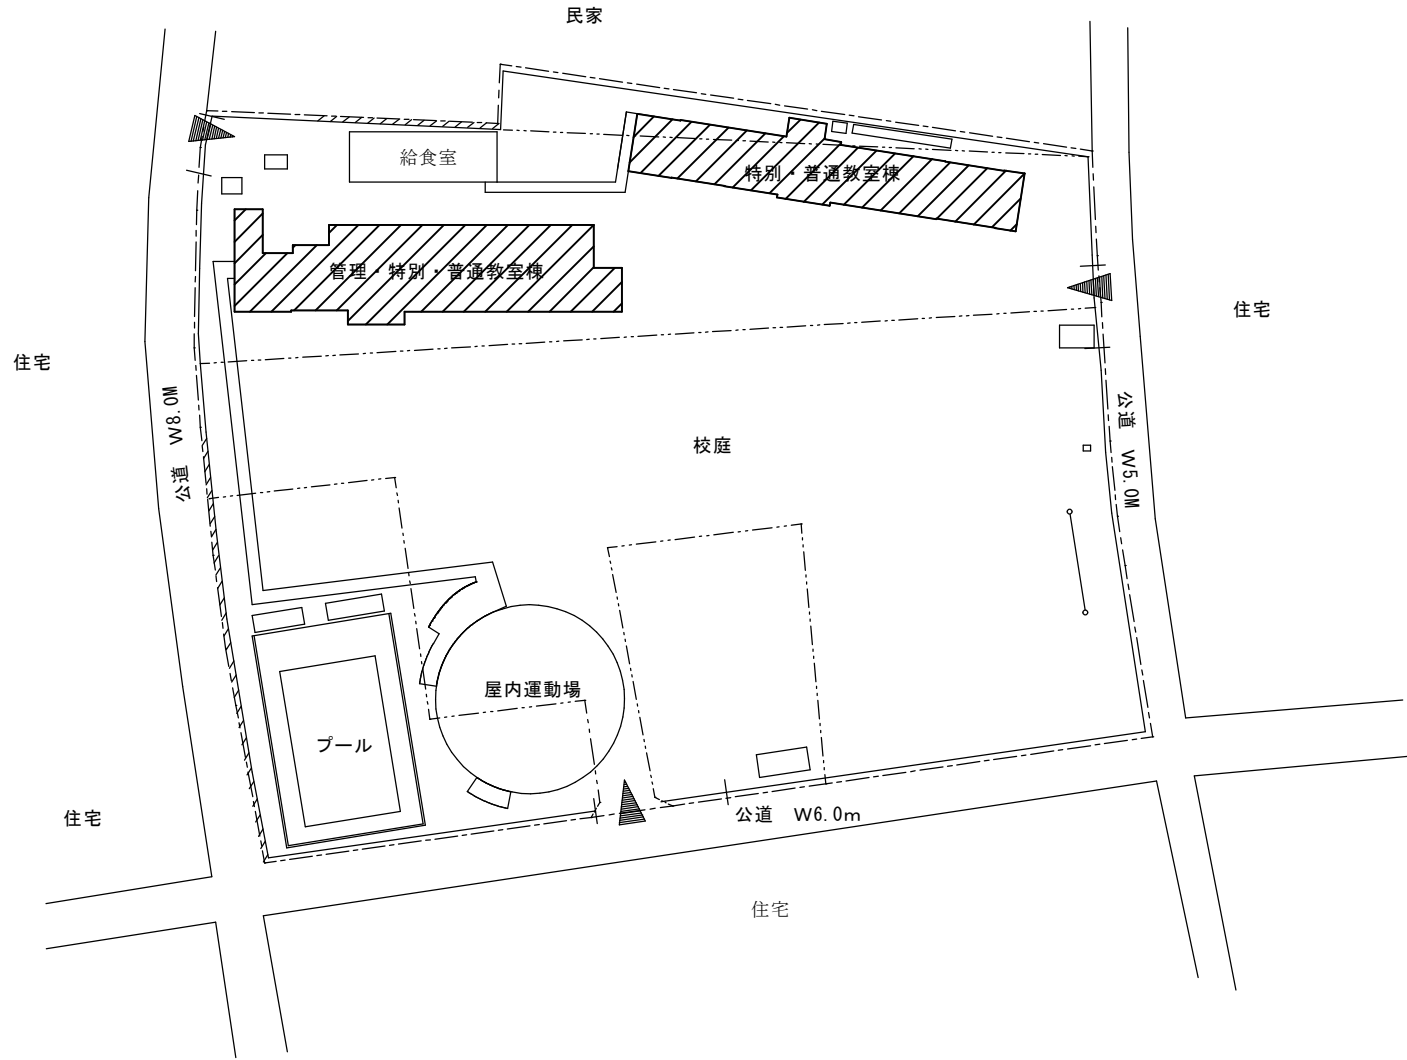 民家
給食室
特別・普通教室棟
管理・特別・普通教室棟
住宅
住宅
公道　W8.0M
公道　W5.0M
校庭
屋内運動場
プール
住宅
公道　W6.0m
住宅